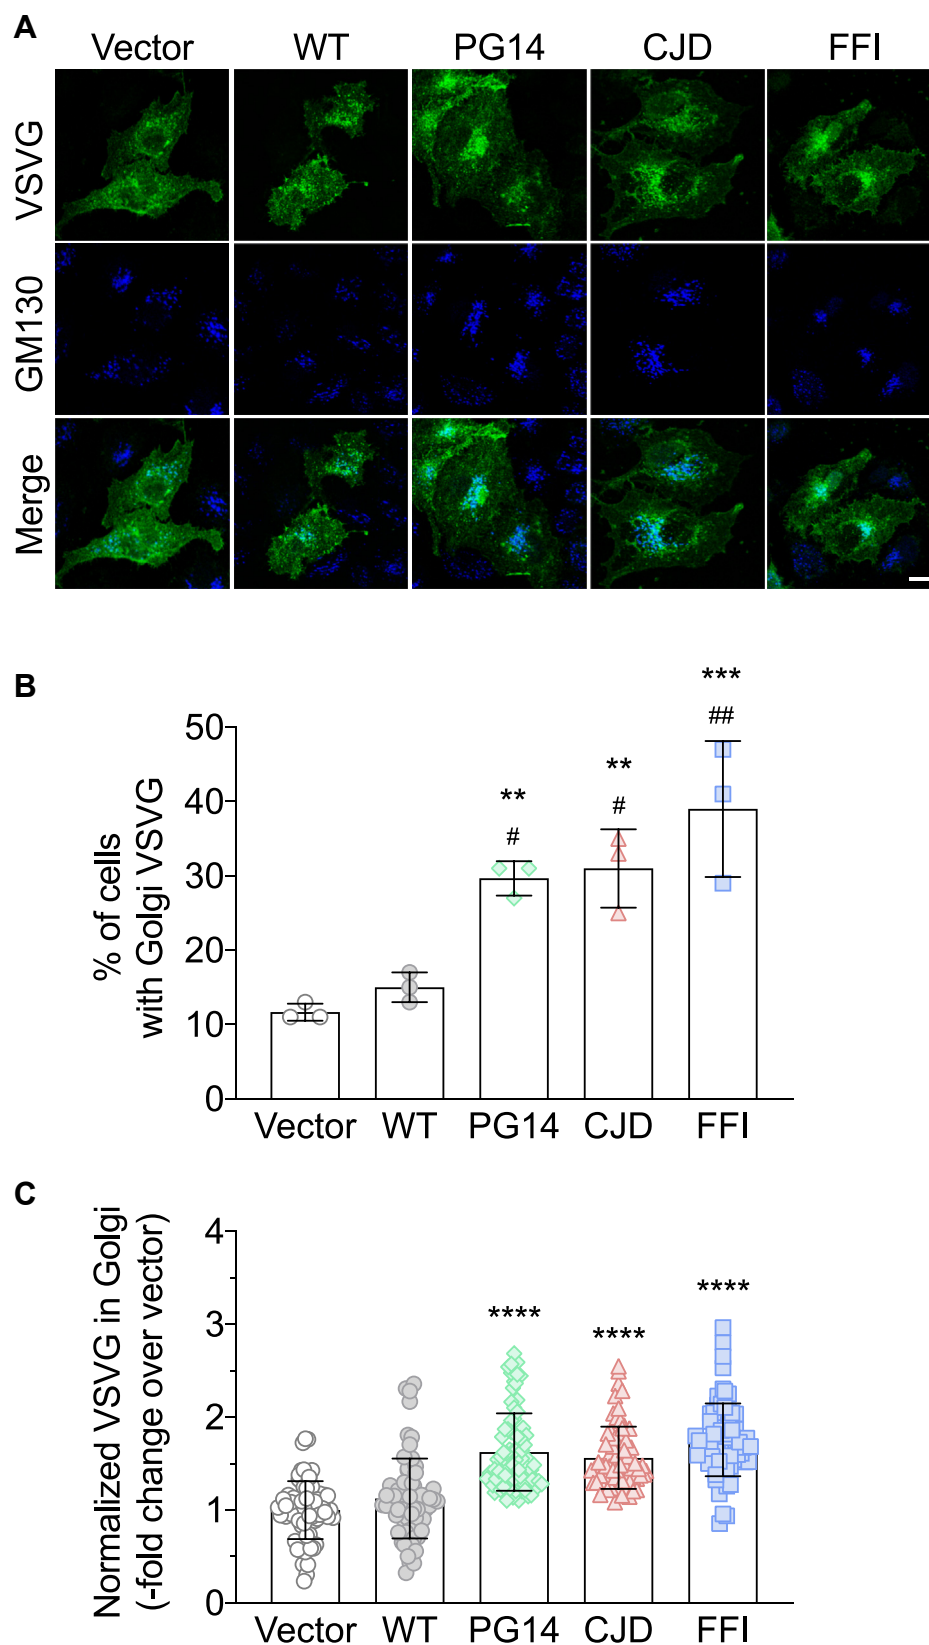 A
Vector WT PG14 CJD FFI
VSVG
GM130
Merge
B
% of cells
with Golgi VSVG
50
40
30
20
10
0
**
#
**
#
***
##
Vector WT PG14 CJD FFI
C
Normalized VSVG in Golgi
(-fold change over vector)
4
3
2
1
0
****
****
****
Vector WT PG14 CJD FFI